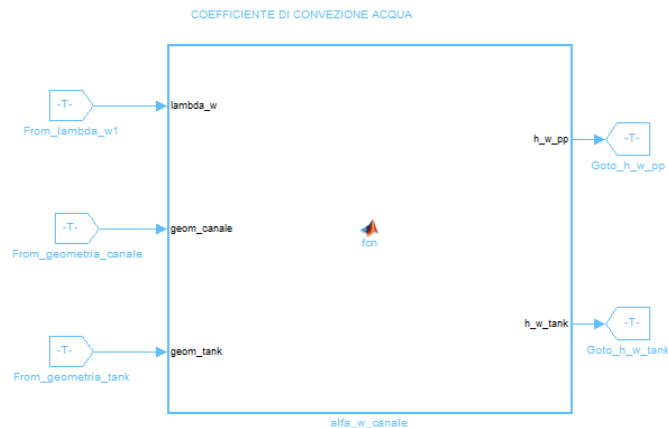 COEFFICIENTE DI CONVEZIONE ACQUA
-T-
From_lambda_w1
lambda_w
h_w_pp
-T-
Goto_h_w_pp
-T-
From_geometria_canale
geom_canale
fcn
-T-
From_geometria_tank
geom_tank
h_w_tank
-T-
Goto_h_w_tank
alfa_w_canale